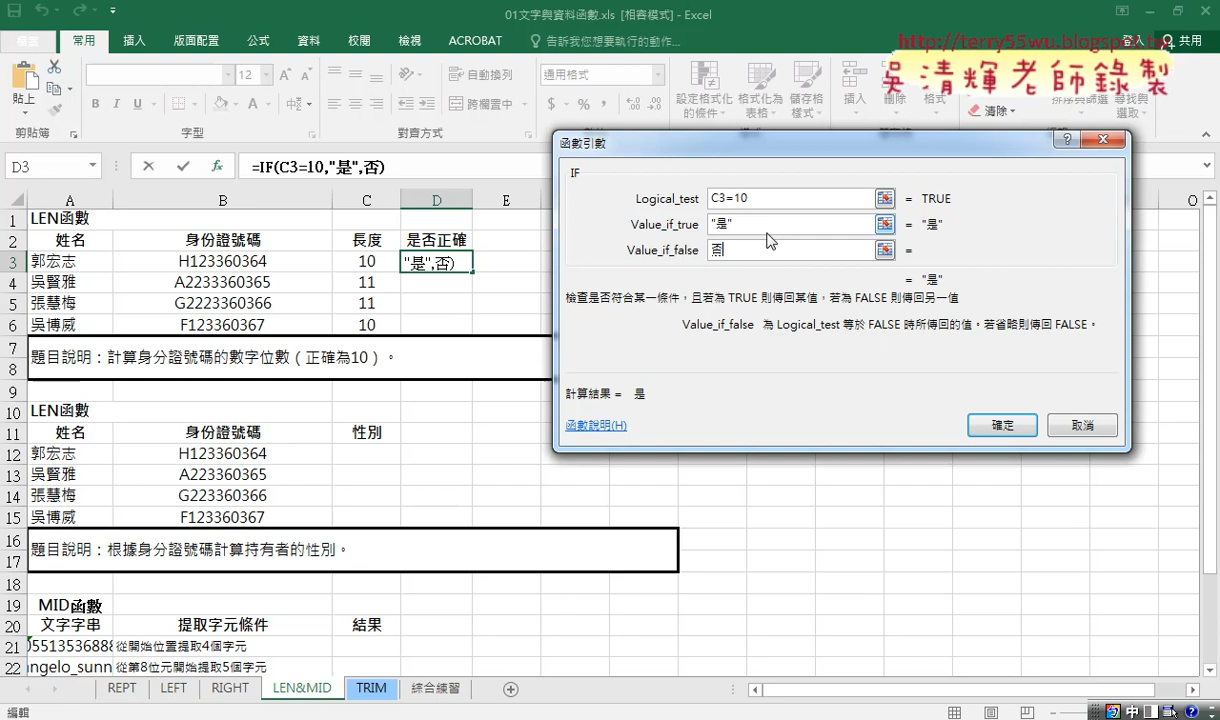 01文字與資料函數.xls [相容模式] - Excel
http://terry55wu.blogspot.tw
吳清輝老師錄製
檔案 常用 插入 版面配置 公式 資料 校閱 檢視 ACROBAT 告訴我您想要執行的動作... 登入 共用
貼上 12 自動換列 通用格式 設定格式化的條件 格式化為表格 儲存格樣式 插入 刪除 格式 清除 排序與篩選 尋找與選取
B I U 跨欄置中
剪貼簿 字型 對齊方式
D3 =IF(C3=10,"是",否)
函數引數
IF
Logical_test C3=10 = TRUE
Value_if_true "是" = "是"
Value_if_false 否 =
= "是"
檢查是否符合某一條件，且若為 TRUE 則傳回某值，若為 FALSE 則傳回另一值
Value_if_false 為 Logical_test 等於 FALSE 時所傳回的值。若省略則傳回 FALSE。
計算結果 = 是
函數說明(H) 確定 取消
A B C D E O
1 LEN函數
2 姓名 身份證號碼 長度 是否正確
3 郭宏志 H123360364 10 "是",否)
4 吳賢雅 A2233360365 11
5 張慧梅 G2223360366 11
6 吳博威 F123360367 10
7 題目說明：計算身分證號碼的數字位數（正確為10）。
8
9
10 LEN函數
11 姓名 身份證號碼 性別
12 郭宏志 H123360364
13 吳賢雅 A223360365
14 張慧梅 G223360366
15 吳博威 F123360367
16 題目說明：根據身分證號碼計算持有者的性別。
17
18
19 MID函數
20 文字字串 提取字元條件 結果
21 05513536888 從開始位置提取4個字元
22 angelo_sunn 從第8位元開始提取5個字元
REPT LEFT RIGHT LEN&MID TRIM 綜合練習
編輯 中